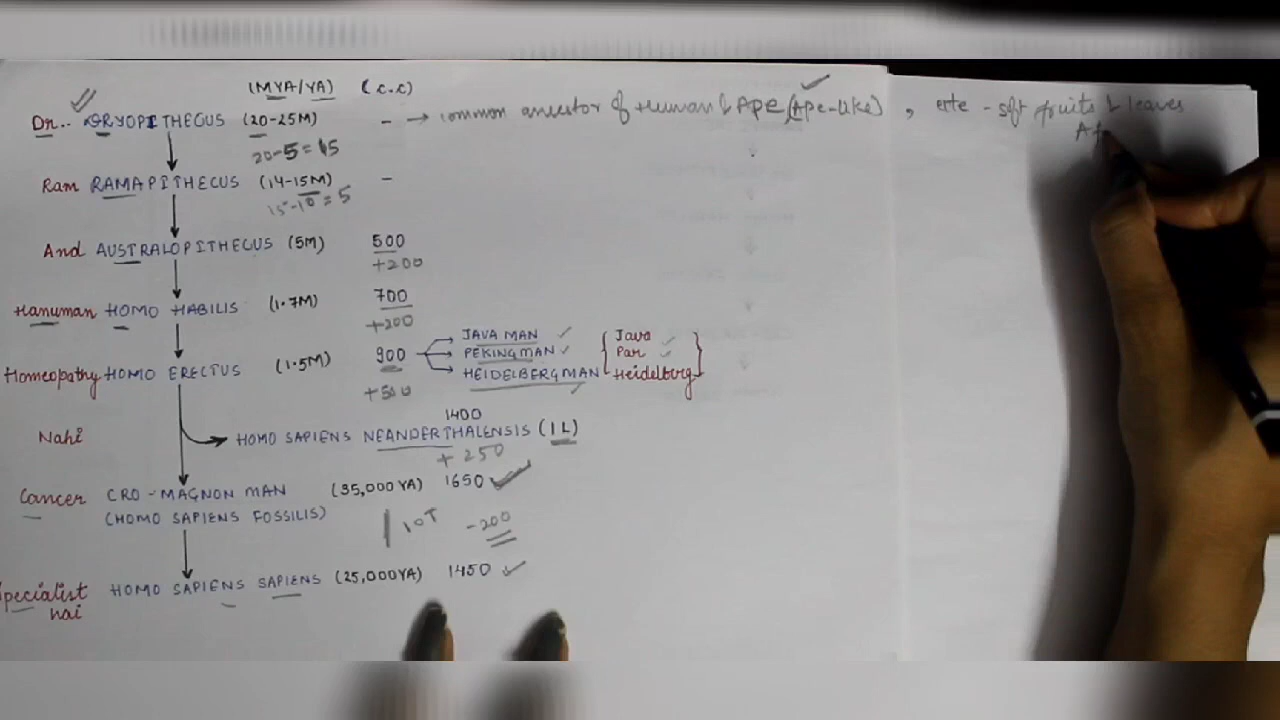 (MYA/YA) (C.C)
Dn.. DRYOPITHECUS (20-25M) - → common ancestor of Human & APE (Ape-like) , ate - soft fruits & leaves
Af
20-5=15
Ram RAMAPITHECUS (14-15M) -
15-10=5
And AUSTRALOPITHECUS (5M) 500
+200
Hanuman HOMO HABILIS (1.7M) 700
+200
JAVA MAN Java
Homeopathy HOMO ERECTUS (1.5M) 900 PEKING MAN Par
HEIDELBERG MAN Heidelberg
+500
1400
Nahi HOMO SAPIENS NEANDERTHALENSIS (1L)
+250
Cancer CRO-MAGNON MAN (35,000YA) 1650
(HOMO SAPIENS FOSSILIS)
10T -200
Specialist HOMO SAPIENS SAPIENS (25,000YA) 1450
hai